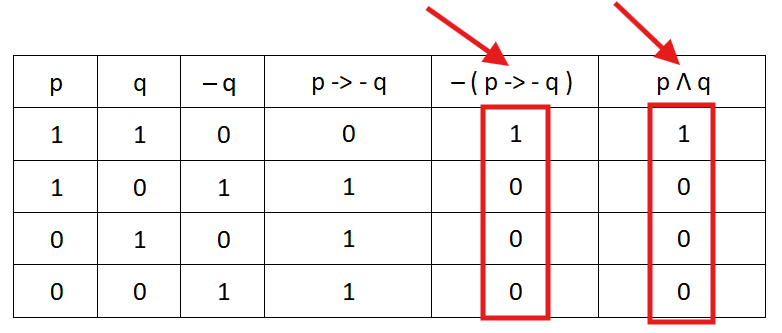 p q – q p -> - q – ( p -> - q ) p Λ q
1 1 0 0 1 1
1 0 1 1 0 0
0 1 0 1 0 0
0 0 1 1 0 0